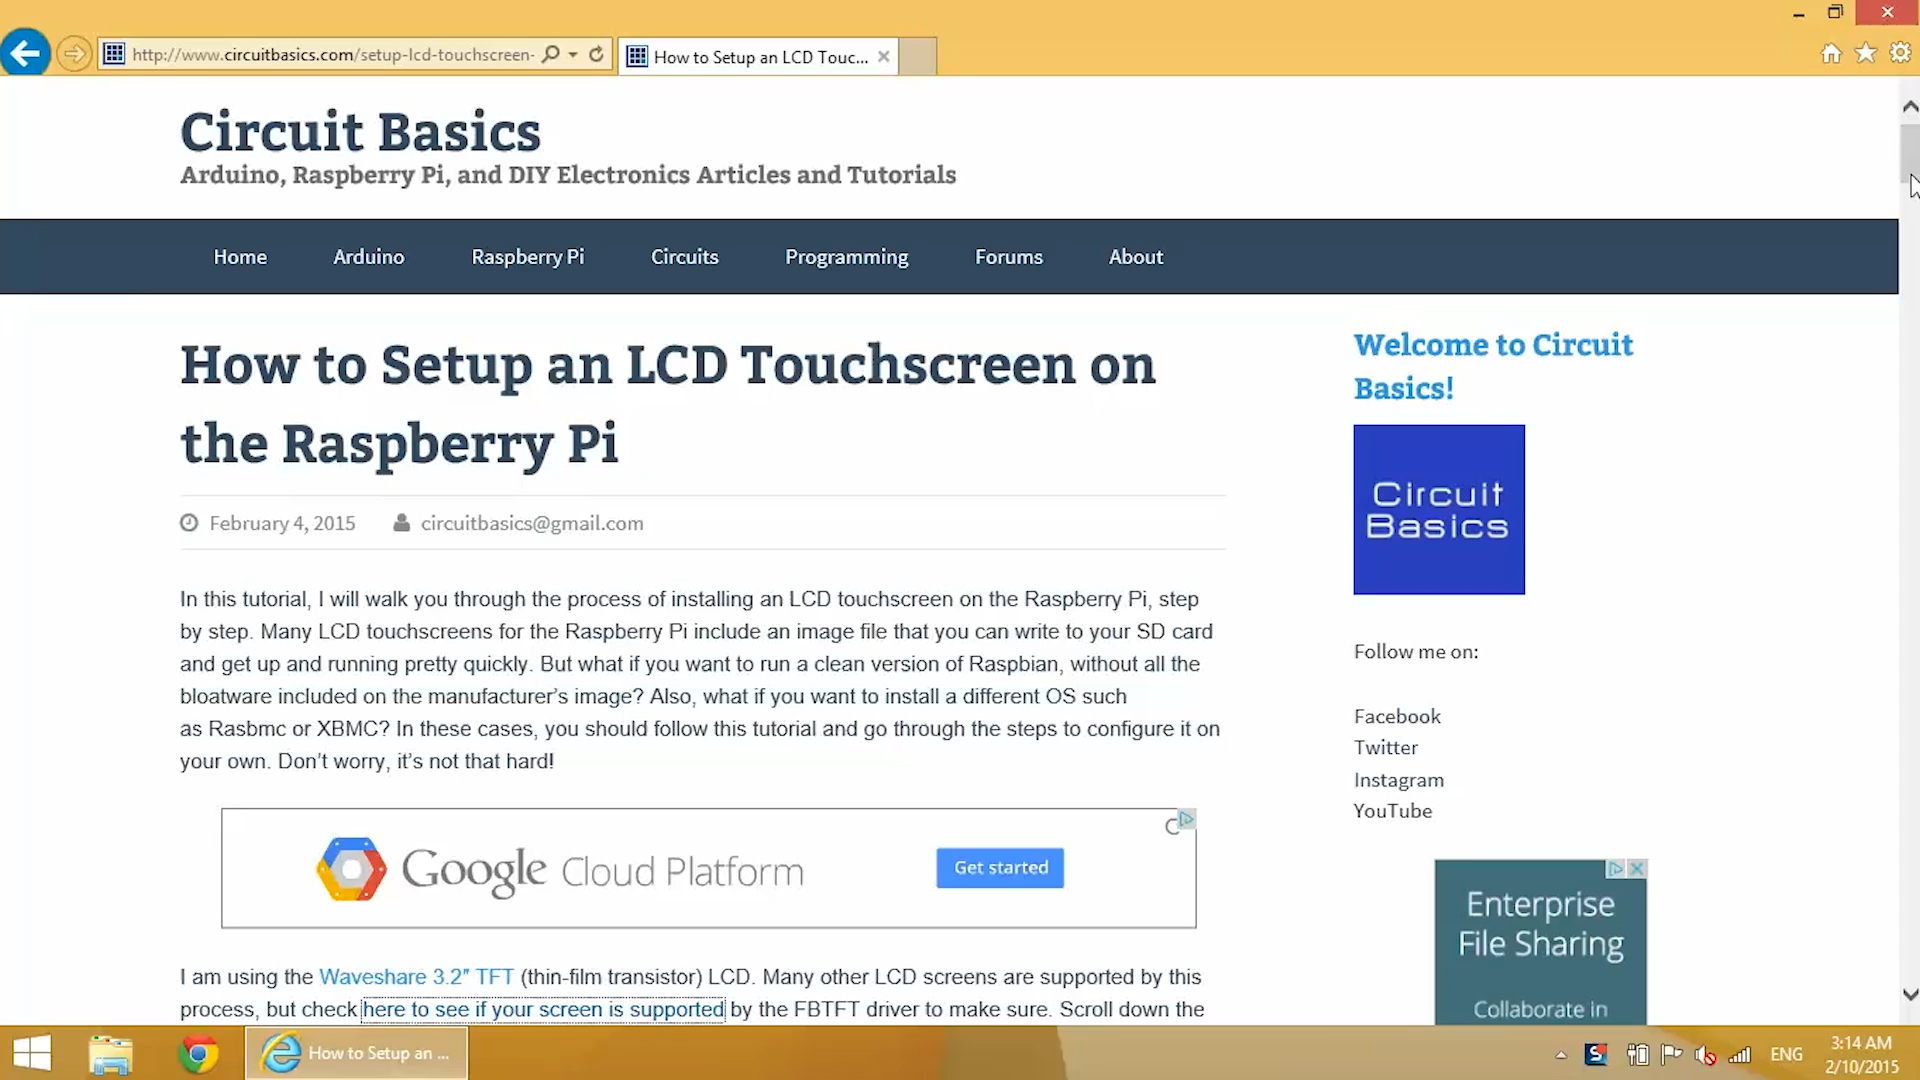 http://www.circuitbasics.com/setup-lcd-touchscreen-
How to Setup an LCD Touc...
Circuit Basics
Arduino, Raspberry Pi, and DIY Electronics Articles and Tutorials
Home Arduino Raspberry Pi Circuits Programming Forums About
How to Setup an LCD Touchscreen on
the Raspberry Pi
February 4, 2015 circuitbasics@gmail.com
In this tutorial, I will walk you through the process of installing an LCD touchscreen on the Raspberry Pi, step
by step. Many LCD touchscreens for the Raspberry Pi include an image file that you can write to your SD card
and get up and running pretty quickly. But what if you want to run a clean version of Raspbian, without all the
bloatware included on the manufacturer's image? Also, what if you want to install a different OS such
as Rasbmc or XBMC? In these cases, you should follow this tutorial and go through the steps to configure it on
your own. Don't worry, it's not that hard!
Google Cloud Platform
Get started
I am using the Waveshare 3.2″ TFT (thin-film transistor) LCD. Many other LCD screens are supported by this
process, but check here to see if your screen is supported by the FBTFT driver to make sure. Scroll down the
Welcome to Circuit
Basics!
Circuit
Basics
Follow me on:
Facebook
Twitter
Instagram
YouTube
Enterprise
File Sharing
Collaborate in
How to Setup an ...
ENG
3:14 AM
2/10/2015